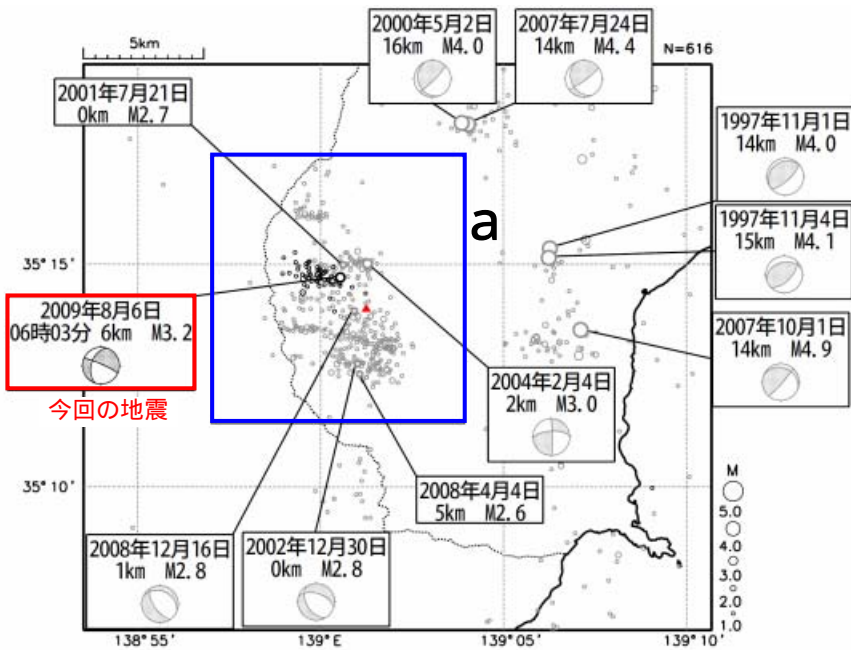 5km
2000年5月2日
16km M4.0
2007年7月24日
14km M4.4
N=616
2001年7月21日
0km M2.7
1997年11月1日
14km M4.0
a
1997年11月4日
15km M4.1
35°15'
2009年8月6日
06時03分 6km M3.2
今回の地震
2007年10月1日
14km M4.9
2004年2月4日
2km M3.0
35°10'
2008年4月4日
5km M2.6
M
5.0
4.0
3.0
2.0
1.0
2008年12月16日
1km M2.8
2002年12月30日
0km M2.8
138°55'
139°E
139°05'
139°10'